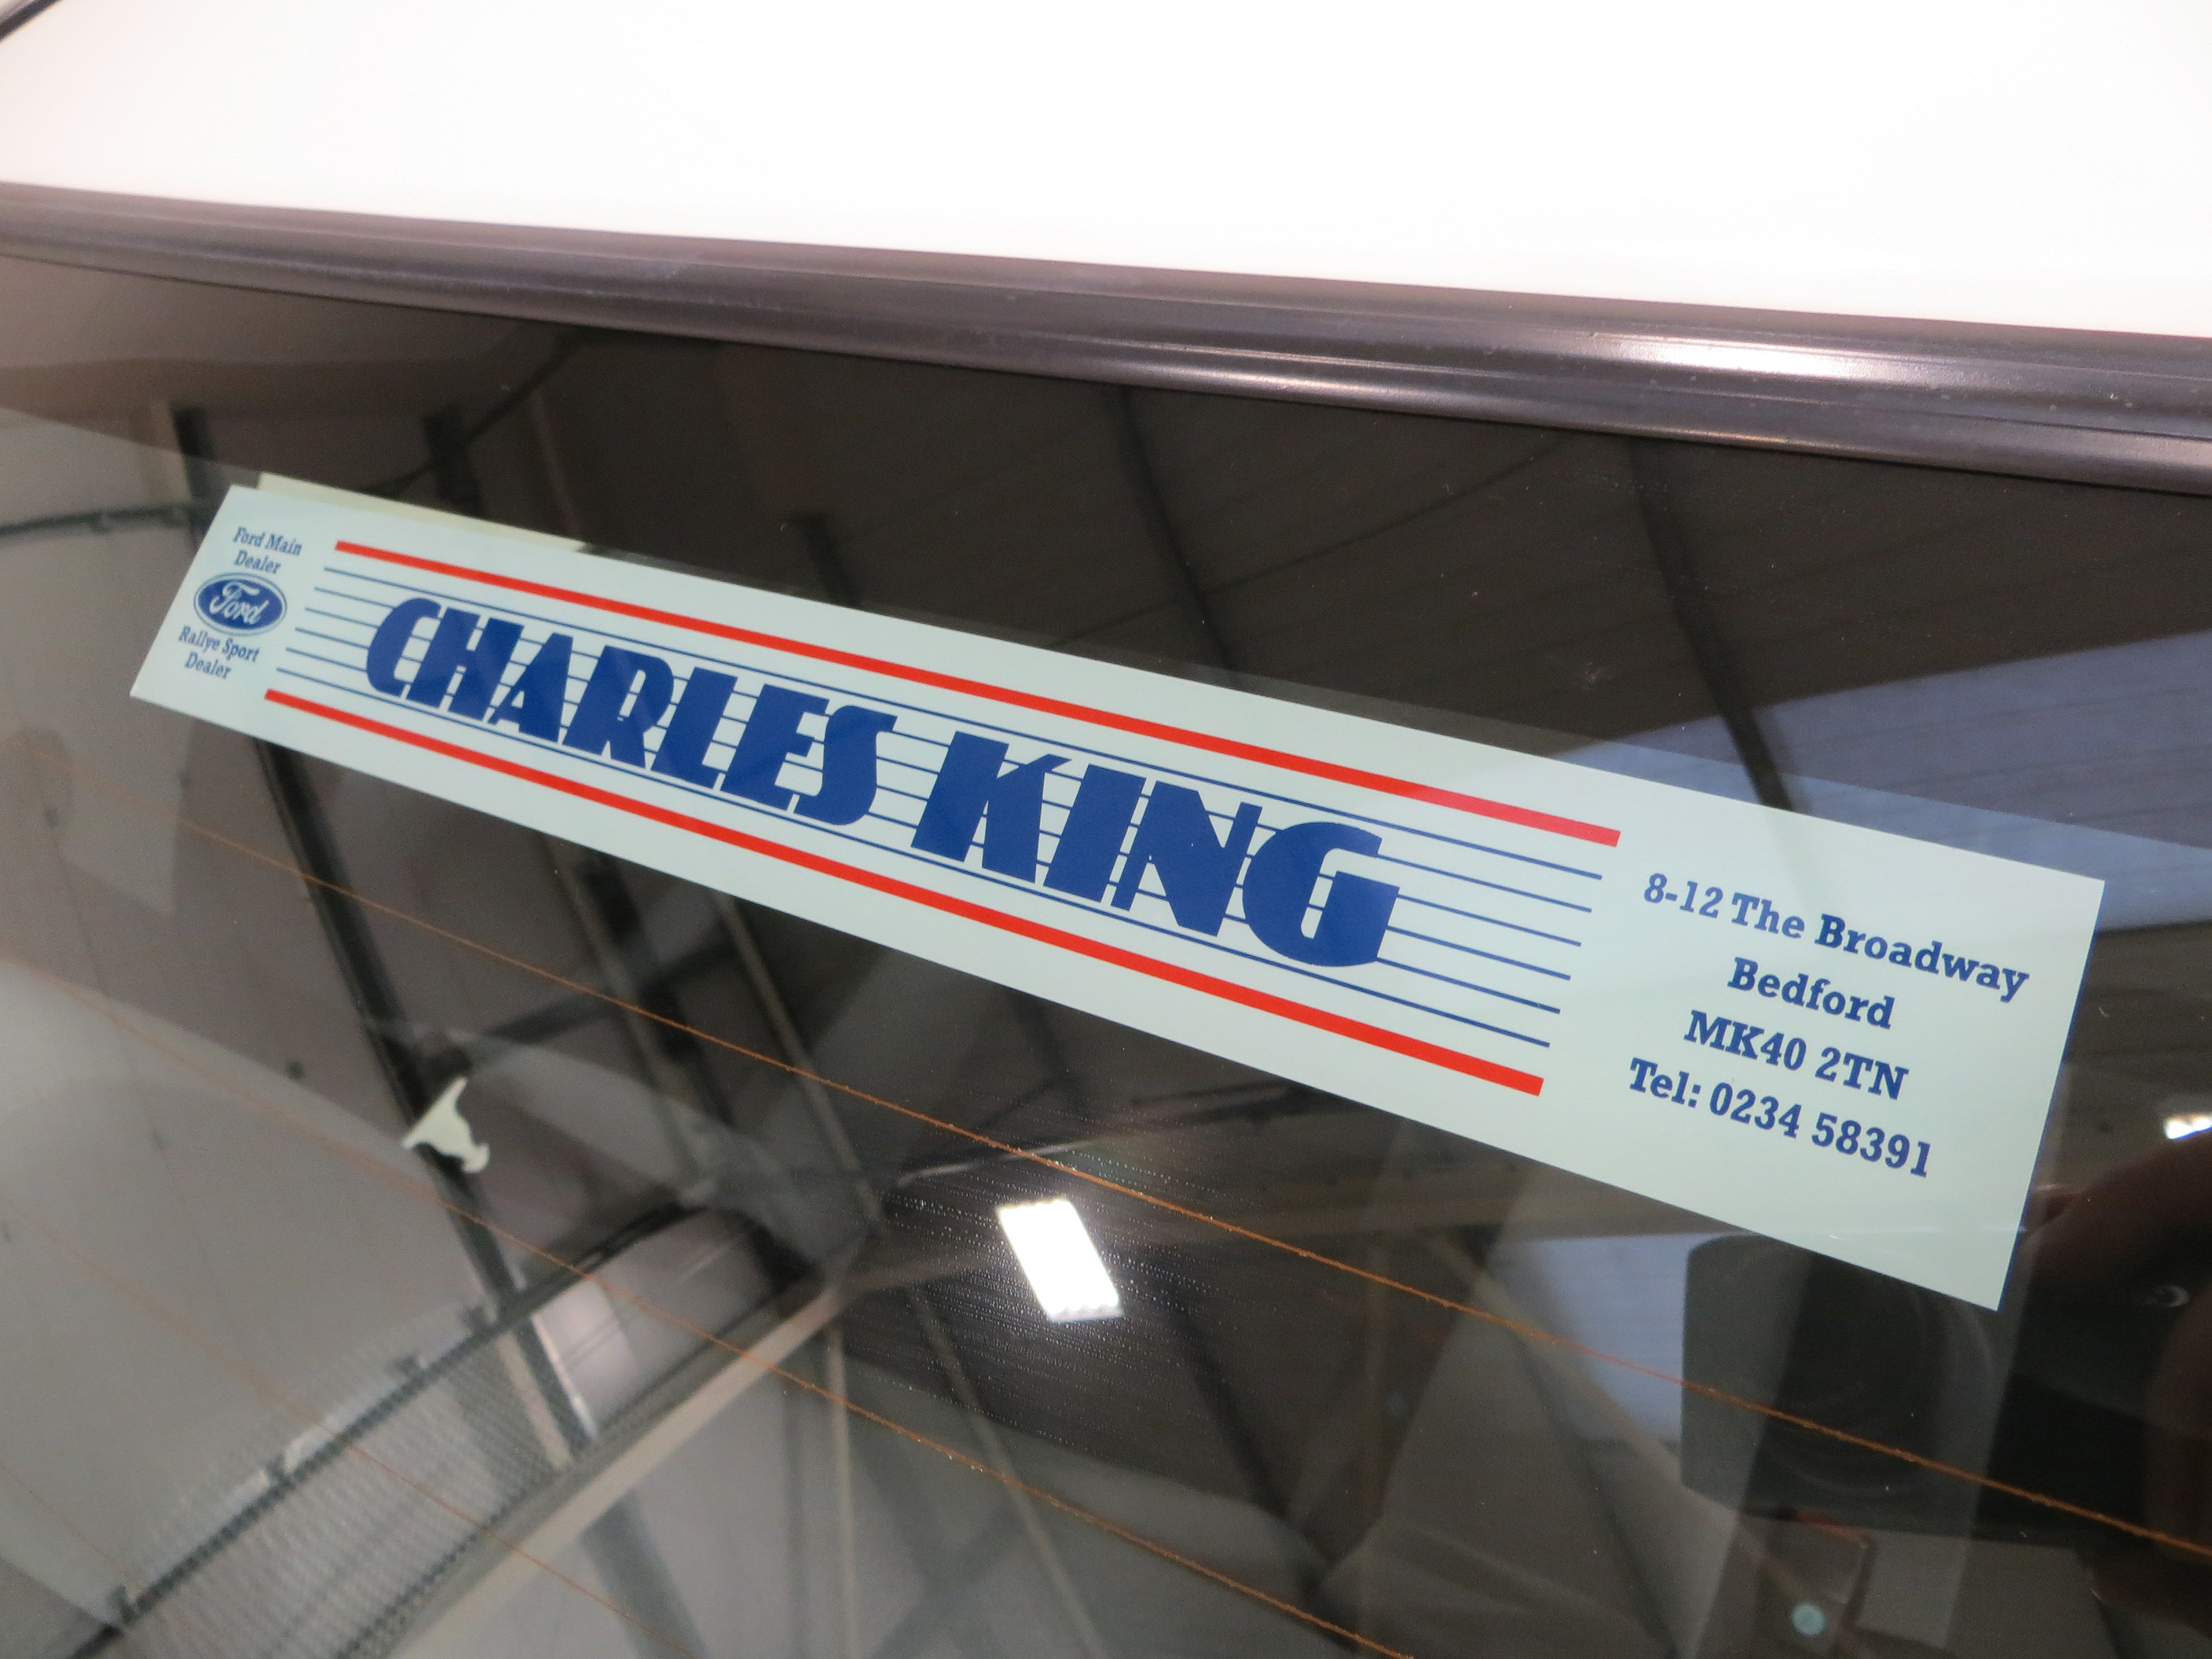 Ford Main
Dealer
Ford
Rallye Sport
Dealer
CHARLES KING
8-12 The Broadway
Bedford
MK40 2TN
Tel: 0234 58391